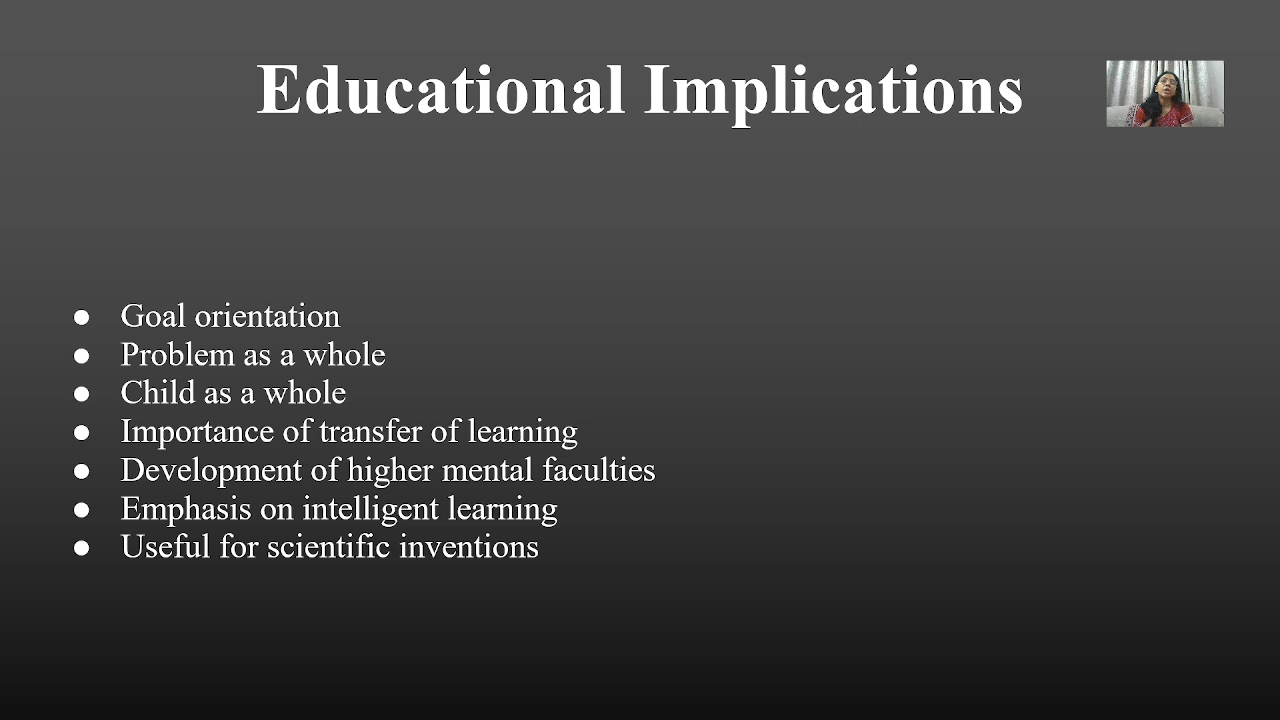 Educational Implications
● Goal orientation
● Problem as a whole
● Child as a whole
● Importance of transfer of learning
● Development of higher mental faculties
● Emphasis on intelligent learning
● Useful for scientific inventions